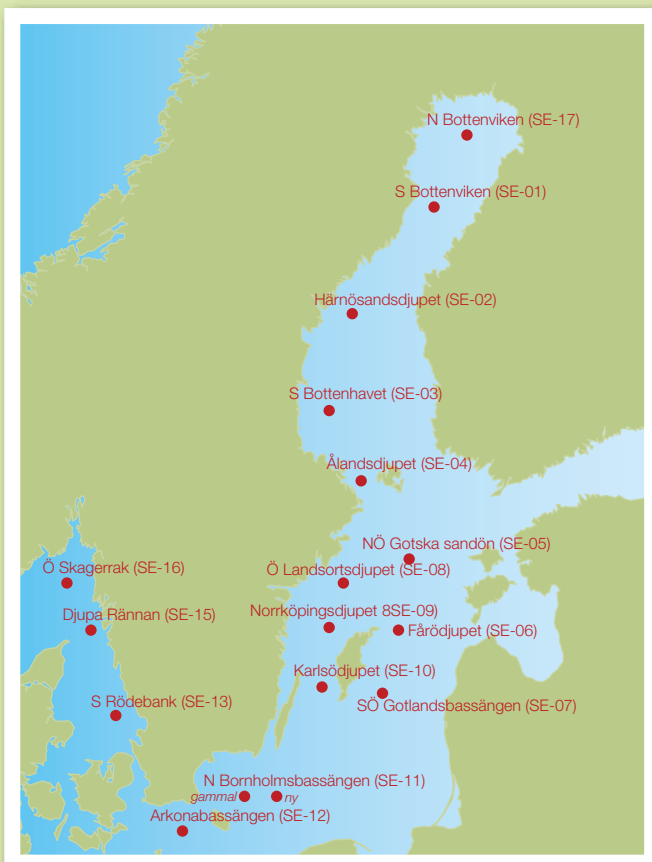 N Bottenviken (SE-17)
S Bottenviken (SE-01)
Härnösandsdjupet (SE-02)
S Bottenhavet (SE-03)
Ålandsdjupet (SE-04)
NÖ Gotska sandön (SE-05)
Ö Skagerrak (SE-16)
Ö Landsortsdjupet (SE-08)
Djupa Rännan (SE-15)
Norrköpingsdjupet 8SE-09)
Fårödjupet (SE-06)
Karlsödjupet (SE-10)
S Rödebank (SE-13)
SÖ Gotlandsbassängen (SE-07)
N Bornholmsbassängen (SE-11)
gammal ny
Arkonabassängen (SE-12)